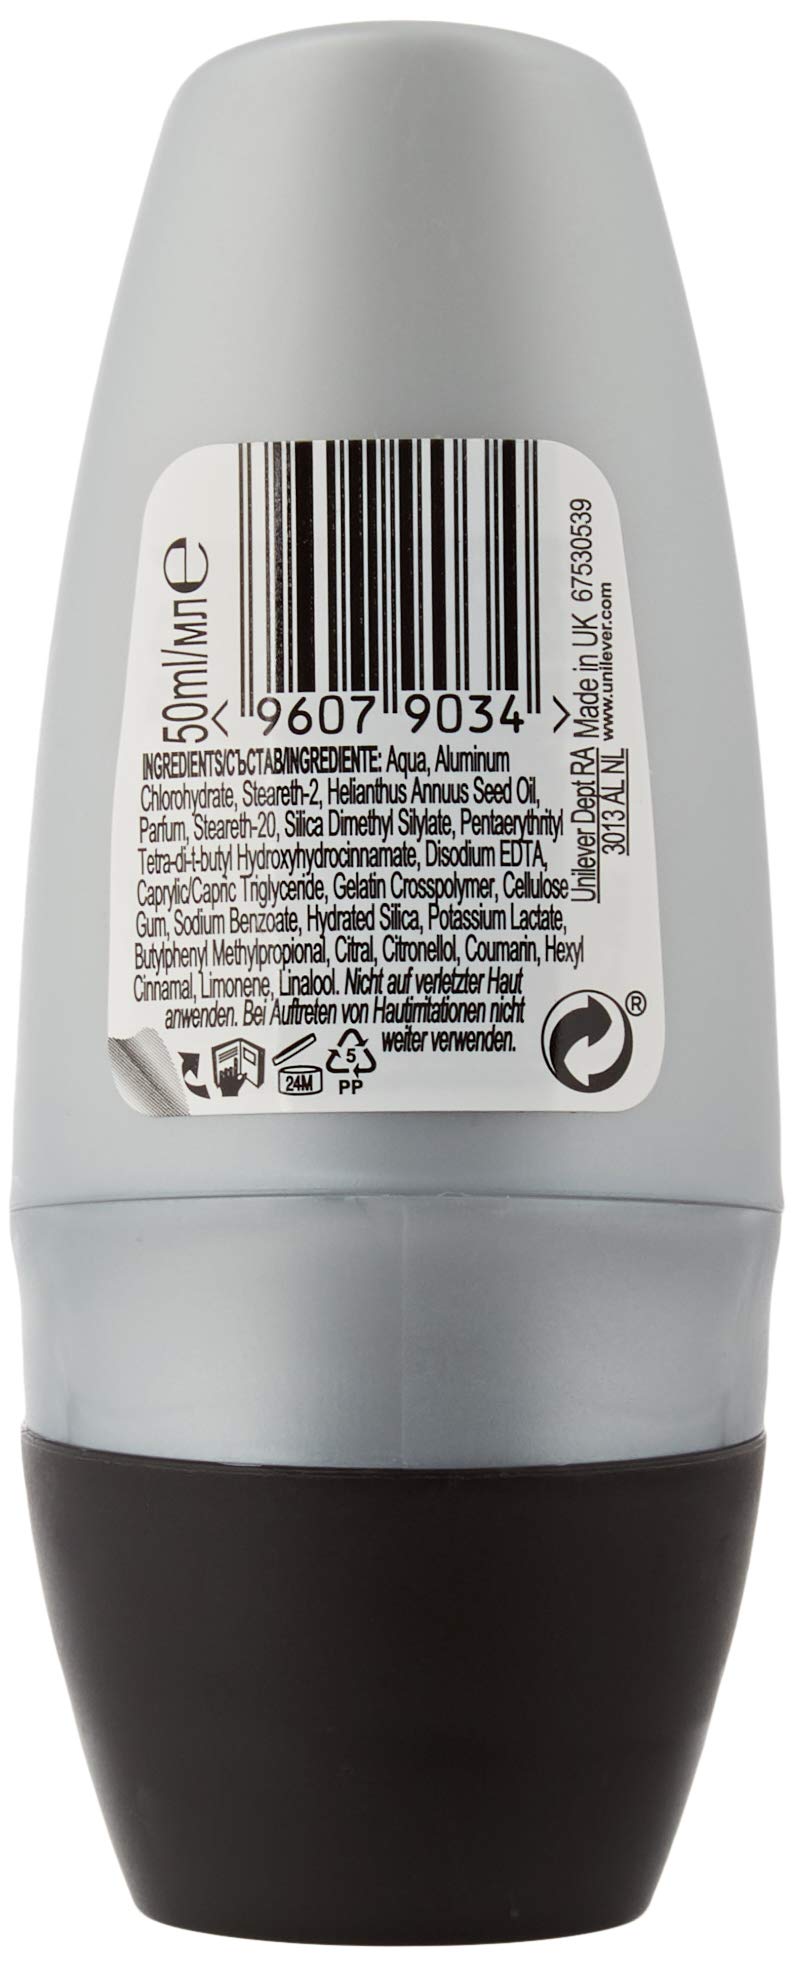 50ml/мл e
< 9607 9034 >
INGREDIENTS/СЪСТАВ/INGREDIENTE: Aqua, Aluminum
Chlorohydrate, Steareth-2, Helianthus Annuus Seed Oil,
Parfum, Steareth-20, Silica Dimethyl Silylate, Pentaerythrityl
Tetra-di-t-butyl Hydroxyhydrocinnamate, Disodium EDTA,
Caprylic/Capric Triglyceride, Gelatin Crosspolymer, Cellulose
Gum, Sodium Benzoate, Hydrated Silica, Potassium Lactate,
Butylphenyl Methylpropional, Citral, Citronellol, Coumarin, Hexyl
Cinnamal, Limonene, Linalool. Nicht auf verletzter Haut
anwenden. Bei Auftreten von Hautirritationen nicht
weiter verwenden.
24M
5
PP
®
Unilever Dept RA Made in UK 67530539
3013 AL NL www.unilever.com